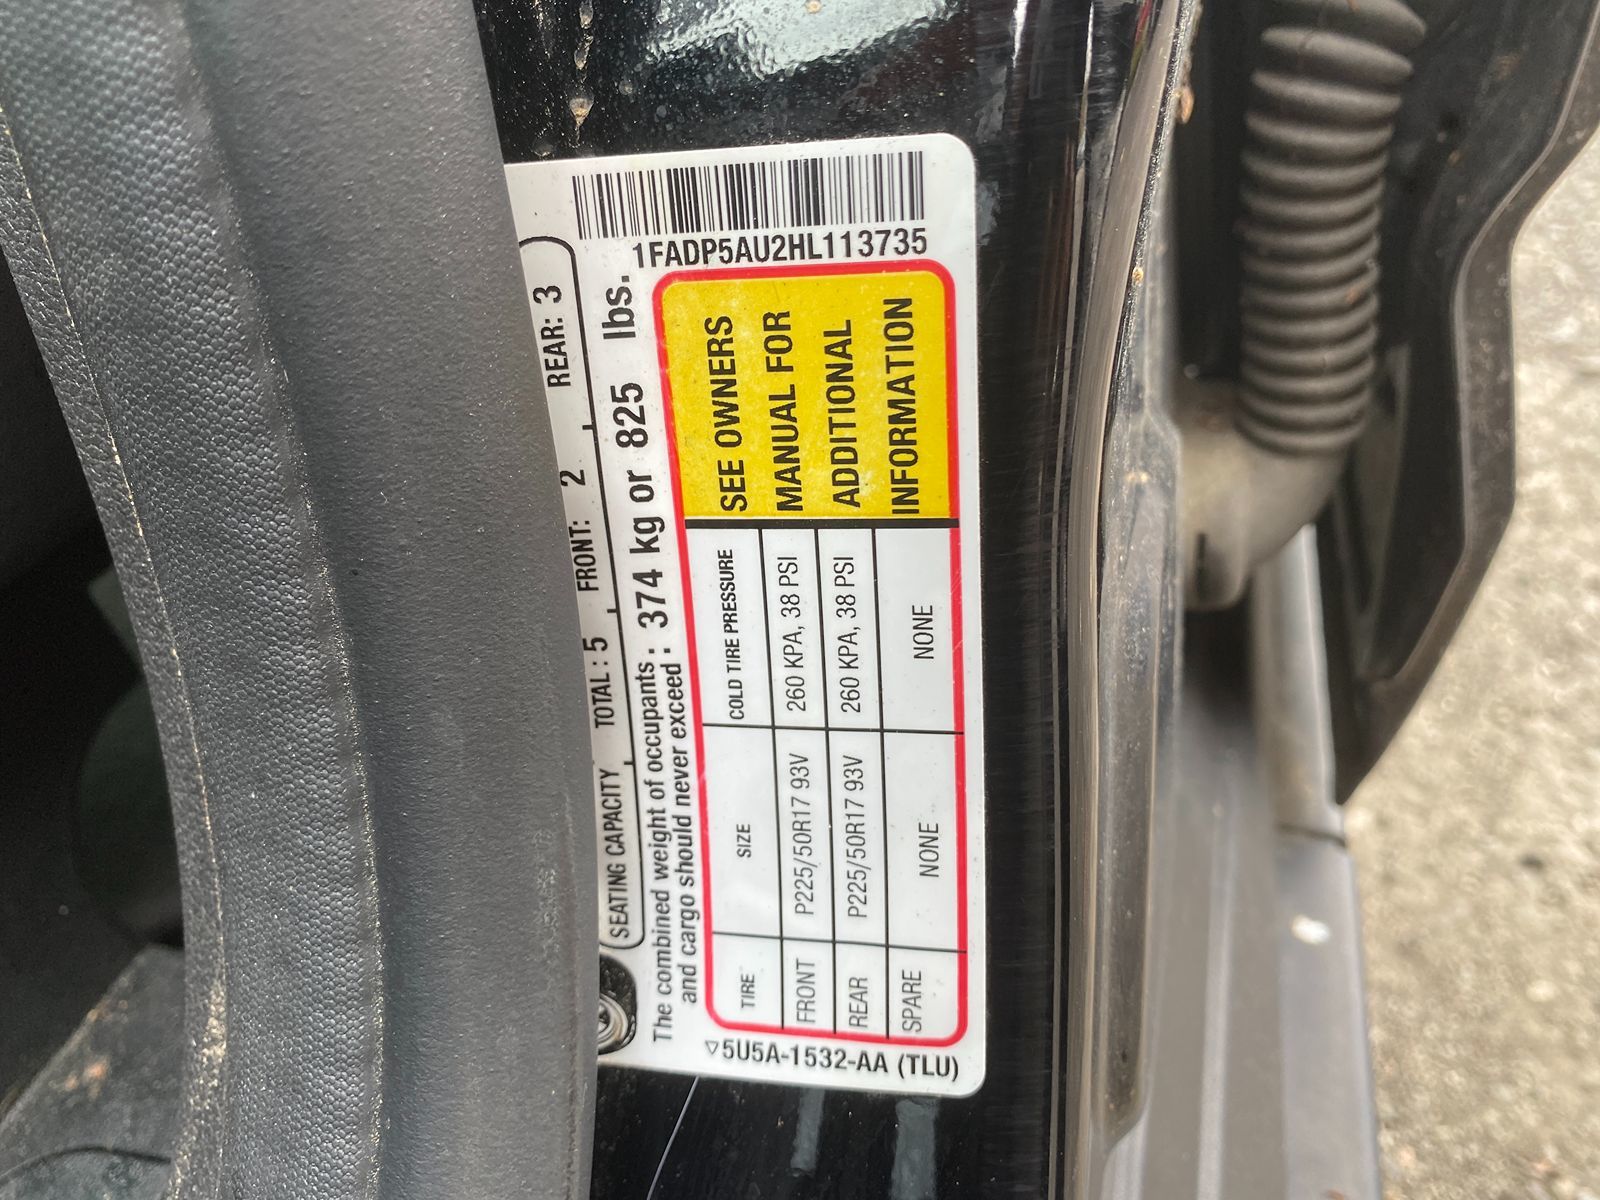 SEATING CAPACITY TOTAL : 5 FRONT: 2 REAR: 3
The combined weight of occupants : 374 kg or 825 lbs.
and cargo should never exceed :
TIRE SIZE COLD TIRE PRESSURE
FRONT P225/50R17 93V 260 KPA, 38 PSI
REAR P225/50R17 93V 260 KPA, 38 PSI
SPARE NONE NONE
SEE OWNERS
MANUAL FOR
ADDITIONAL
INFORMATION
5U5A-1532-AA (TLU)
1FADP5AU2HL113735